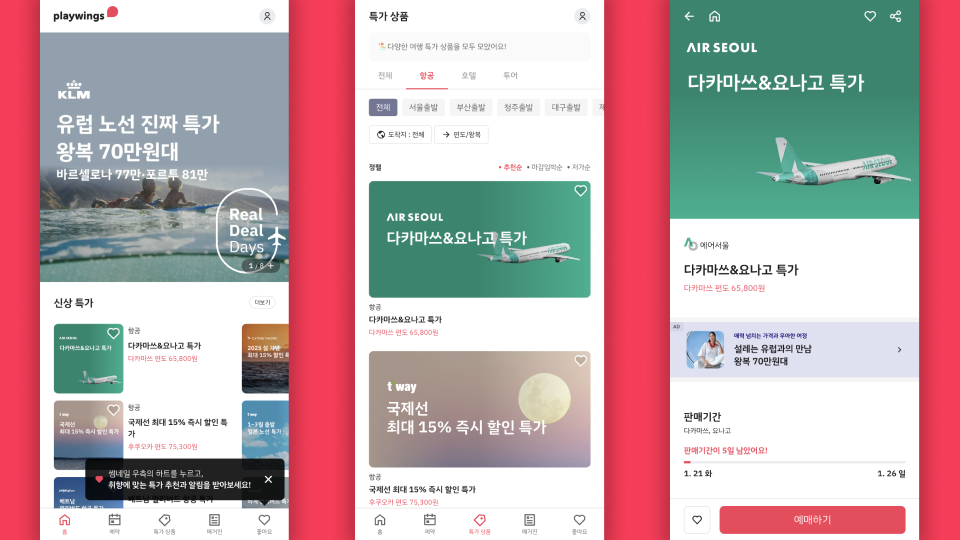 playwings
KLM
유럽 노선 진짜 특가
왕복 70만원대
바르셀로나 77만·포르투 81만
Real
Deal
Days
1 / 8 +
신상 특가
더보기
AIR SEOUL
다카마쓰&요나고 특가
항공
다카마쓰&요나고 특가
다카마쓰 편도 65,800원
최대 15% 즉시 할인 특
t'way
국제선
최대 15% 즉시 할인 특가
항공
국제선 최대 15% 즉시 할인 특
가
후쿠오카 편도 75,300원
1~3월 출발
썸네일 우측의 하트를 누르고,
취향에 맞는 특가 추천과 알림을 받아보세요!
베트남
홈
예약
특가 상품
매거진
좋아요
특가 상품
다양한 여행 특가 상품을 모두 모았어요!
전체
항공
호텔
투어
전체
서울출발
부산출발
청주출발
대구출발
도착지 : 전체
편도/왕복
정렬
• 추천순
• 마감임박순
• 저가순
AIR SEOUL
다카마쓰&요나고 특가
항공
다카마쓰&요나고 특가
다카마쓰 편도 65,800원
t'way
국제선
최대 15% 즉시 할인 특가
항공
국제선 최대 15% 즉시 할인 특가
후쿠오카 편도 75,300원
홈
예약
특가 상품
매거진
좋아요
AIR SEOUL
다카마쓰&요나고 특가
AIR SEOUL
에어서울
다카마쓰&요나고 특가
다카마쓰 편도 65,800원
AD
매력 넘치는 가격과 우아한 여정
설레는 유럽과의 만남
왕복 70만원대
판매기간
다카마쓰, 요나고
판매기간이 5일 남았어요!
1. 21 화
1. 26 일
예매하기